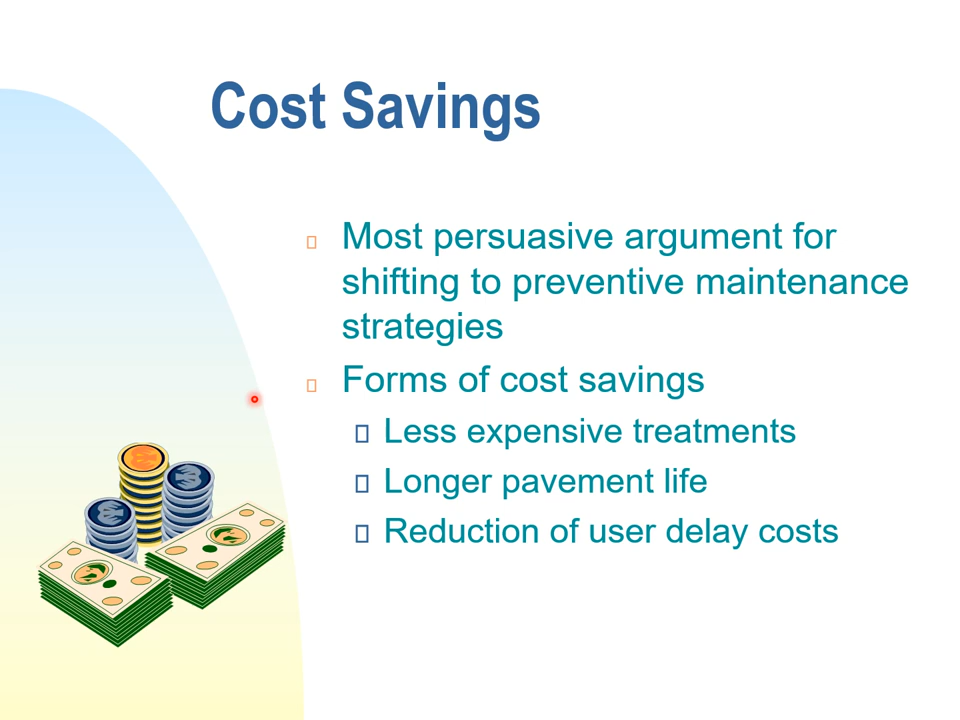 Cost Savings
Most persuasive argument for
shifting to preventive maintenance
strategies
Forms of cost savings
Less expensive treatments
Longer pavement life
Reduction of user delay costs